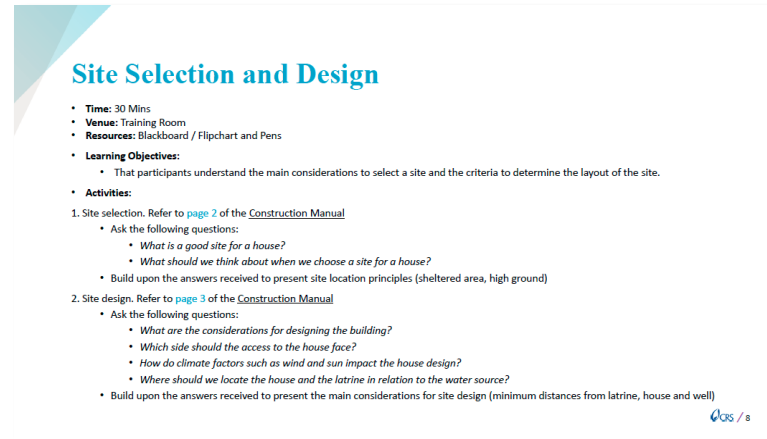 Site Selection and Design
• Time: 30 Mins
• Venue: Training Room
• Resources: Blackboard / Flipchart and Pens
• Learning Objectives:
• That participants understand the main considerations to select a site and the criteria to determine the layout of the site.
• Activities:
1. Site selection. Refer to page 2 of the Construction Manual
• Ask the following questions:
• What is a good site for a house?
• What should we think about when we choose a site for a house?
• Build upon the answers received to present site location principles (sheltered area, high ground)
2. Site design. Refer to page 3 of the Construction Manual
• Ask the following questions:
• What are the considerations for designing the building?
• Which side should the access to the house face?
• How do climate factors such as wind and sun impact the house design?
• Where should we locate the house and the latrine in relation to the water source?
• Build upon the answers received to present the main considerations for site design (minimum distances from latrine, house and well)
CRS / 8